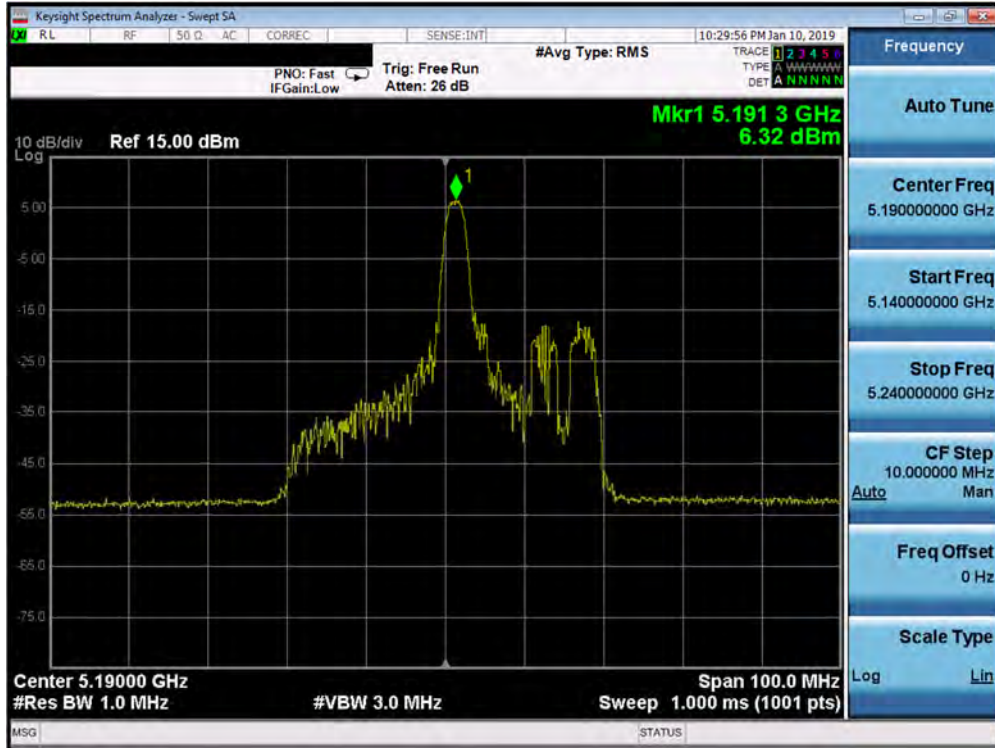 Keysight Spectrum Analyzer - Swept SA
LXI RL RF 50 Ω AC CORREC SENSE:INT 10:29:56 PM Jan 10, 2019
#Avg Type: RMS
TRACE 1 2 3 4 5 6
PNO: Fast Trig: Free Run
TYPE A WWWWW
IFGain:Low Atten: 26 dB
DET A N N N N N
Mkr1 5.191 3 GHz
6.32 dBm
10 dB/div Ref 15.00 dBm
Log
1
5.00
-5.00
-15.0
-25.0
-35.0
-45.0
-55.0
-65.0
-75.0
Center 5.19000 GHz Span 100.0 MHz
#Res BW 1.0 MHz #VBW 3.0 MHz Sweep 1.000 ms (1001 pts)
MSG STATUS
Frequency
Auto Tune
Center Freq
5.190000000 GHz
Start Freq
5.140000000 GHz
Stop Freq
5.240000000 GHz
CF Step
10.000000 MHz
Auto Man
Freq Offset
0 Hz
Scale Type
Log Lin